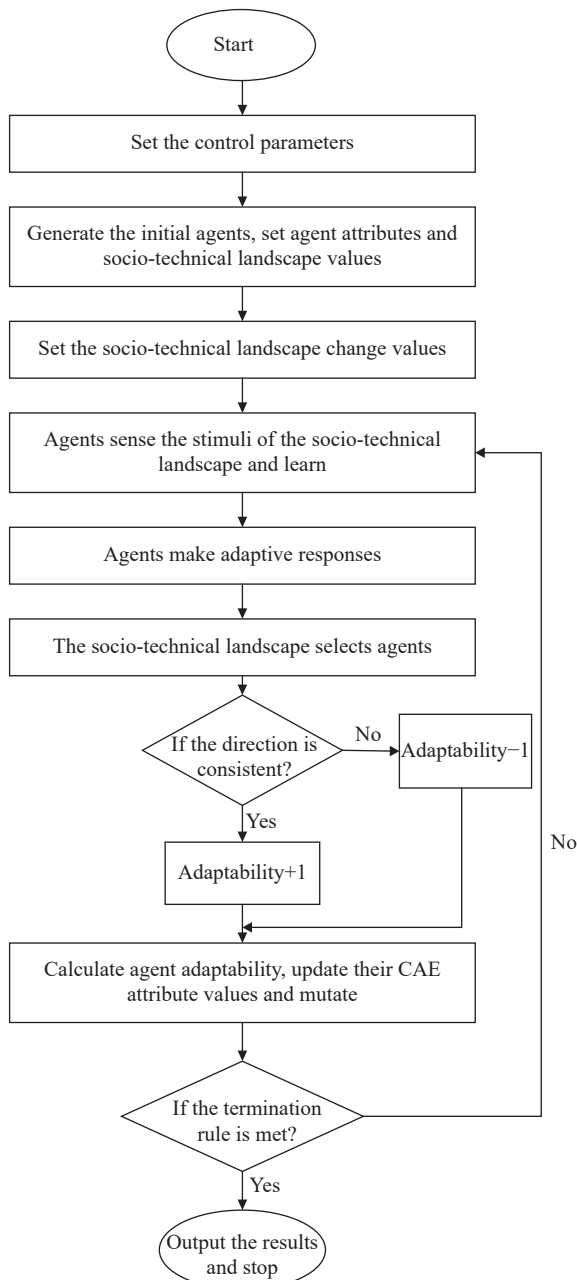 Start
Set the control parameters
Generate the initial agents, set agent attributes and
socio-technical landscape values
Set the socio-technical landscape change values
Agents sense the stimuli of the socio-technical
landscape and learn
Agents make adaptive responses
The socio-technical landscape selects agents
If the direction is
consistent?
No
Adaptability−1
Yes
Adaptability+1
No
Calculate agent adaptability, update their CAE
attribute values and mutate
If the termination
rule is met?
Yes
Output the results
and stop